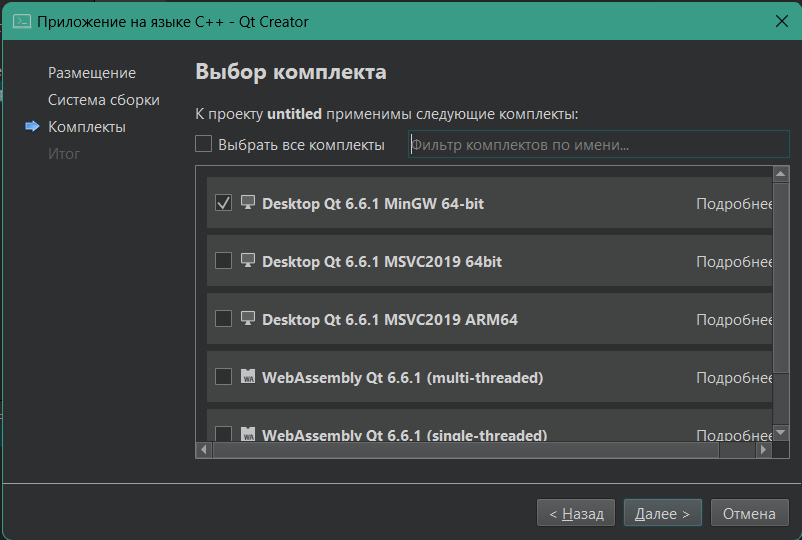 Приложение на языке C++ - Qt Creator
Размещение
Система сборки
Комплекты
Итог
Выбор комплекта
К проекту untitled применимы следующие комплекты:
Выбрать все комплекты
Фильтр комплектов по имени...
Desktop Qt 6.6.1 MinGW 64-bit Подробнее
Desktop Qt 6.6.1 MSVC2019 64bit Подробнее
Desktop Qt 6.6.1 MSVC2019 ARM64 Подробнее
WA WebAssembly Qt 6.6.1 (multi-threaded) Подробнее
WA WebAssembly Qt 6.6.1 (single-threaded) Подробнее
< Назад Далее > Отмена